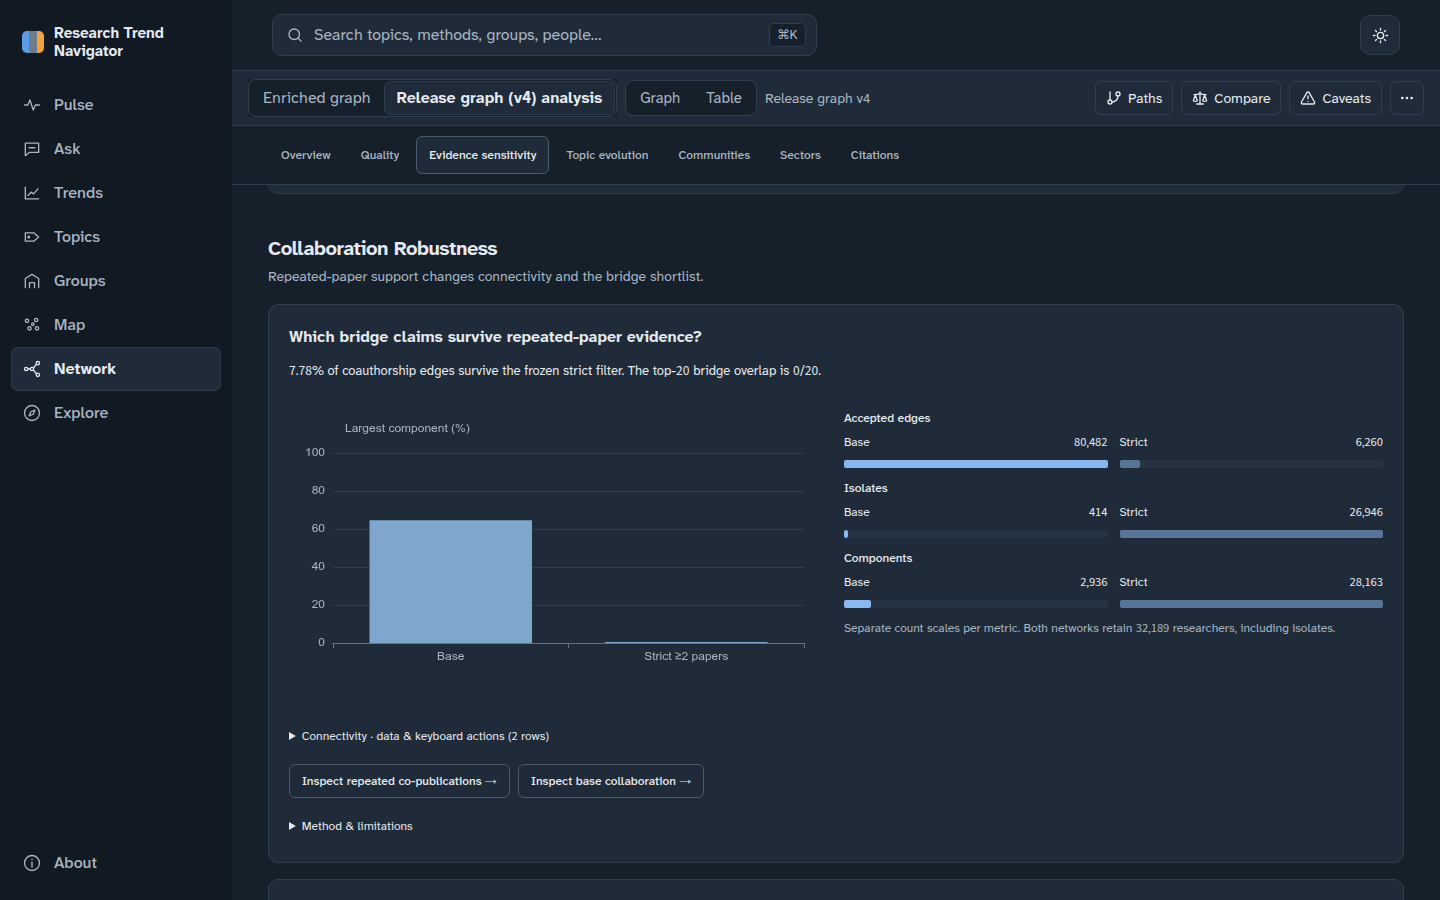 Research Trend
Navigator
Pulse
Ask
Trends
Topics
Groups
Map
Network
Explore
About
Search topics, methods, groups, people...
⌘K
Enriched graph
Release graph (v4) analysis
Graph
Table
Release graph v4
Paths
Compare
Caveats
Overview
Quality
Evidence sensitivity
Topic evolution
Communities
Sectors
Citations
Collaboration Robustness
Repeated-paper support changes connectivity and the bridge shortlist.
Which bridge claims survive repeated-paper evidence?
7.78% of coauthorship edges survive the frozen strict filter. The top-20 bridge overlap is 0/20.
Largest component (%)
100
80
60
40
20
0
Base
Strict ≥2 papers
Accepted edges
Base 80,482 Strict 6,260
Isolates
Base 414 Strict 26,946
Components
Base 2,936 Strict 28,163
Separate count scales per metric. Both networks retain 32,189 researchers, including isolates.
Connectivity · data & keyboard actions (2 rows)
Inspect repeated co-publications →
Inspect base collaboration →
Method & limitations